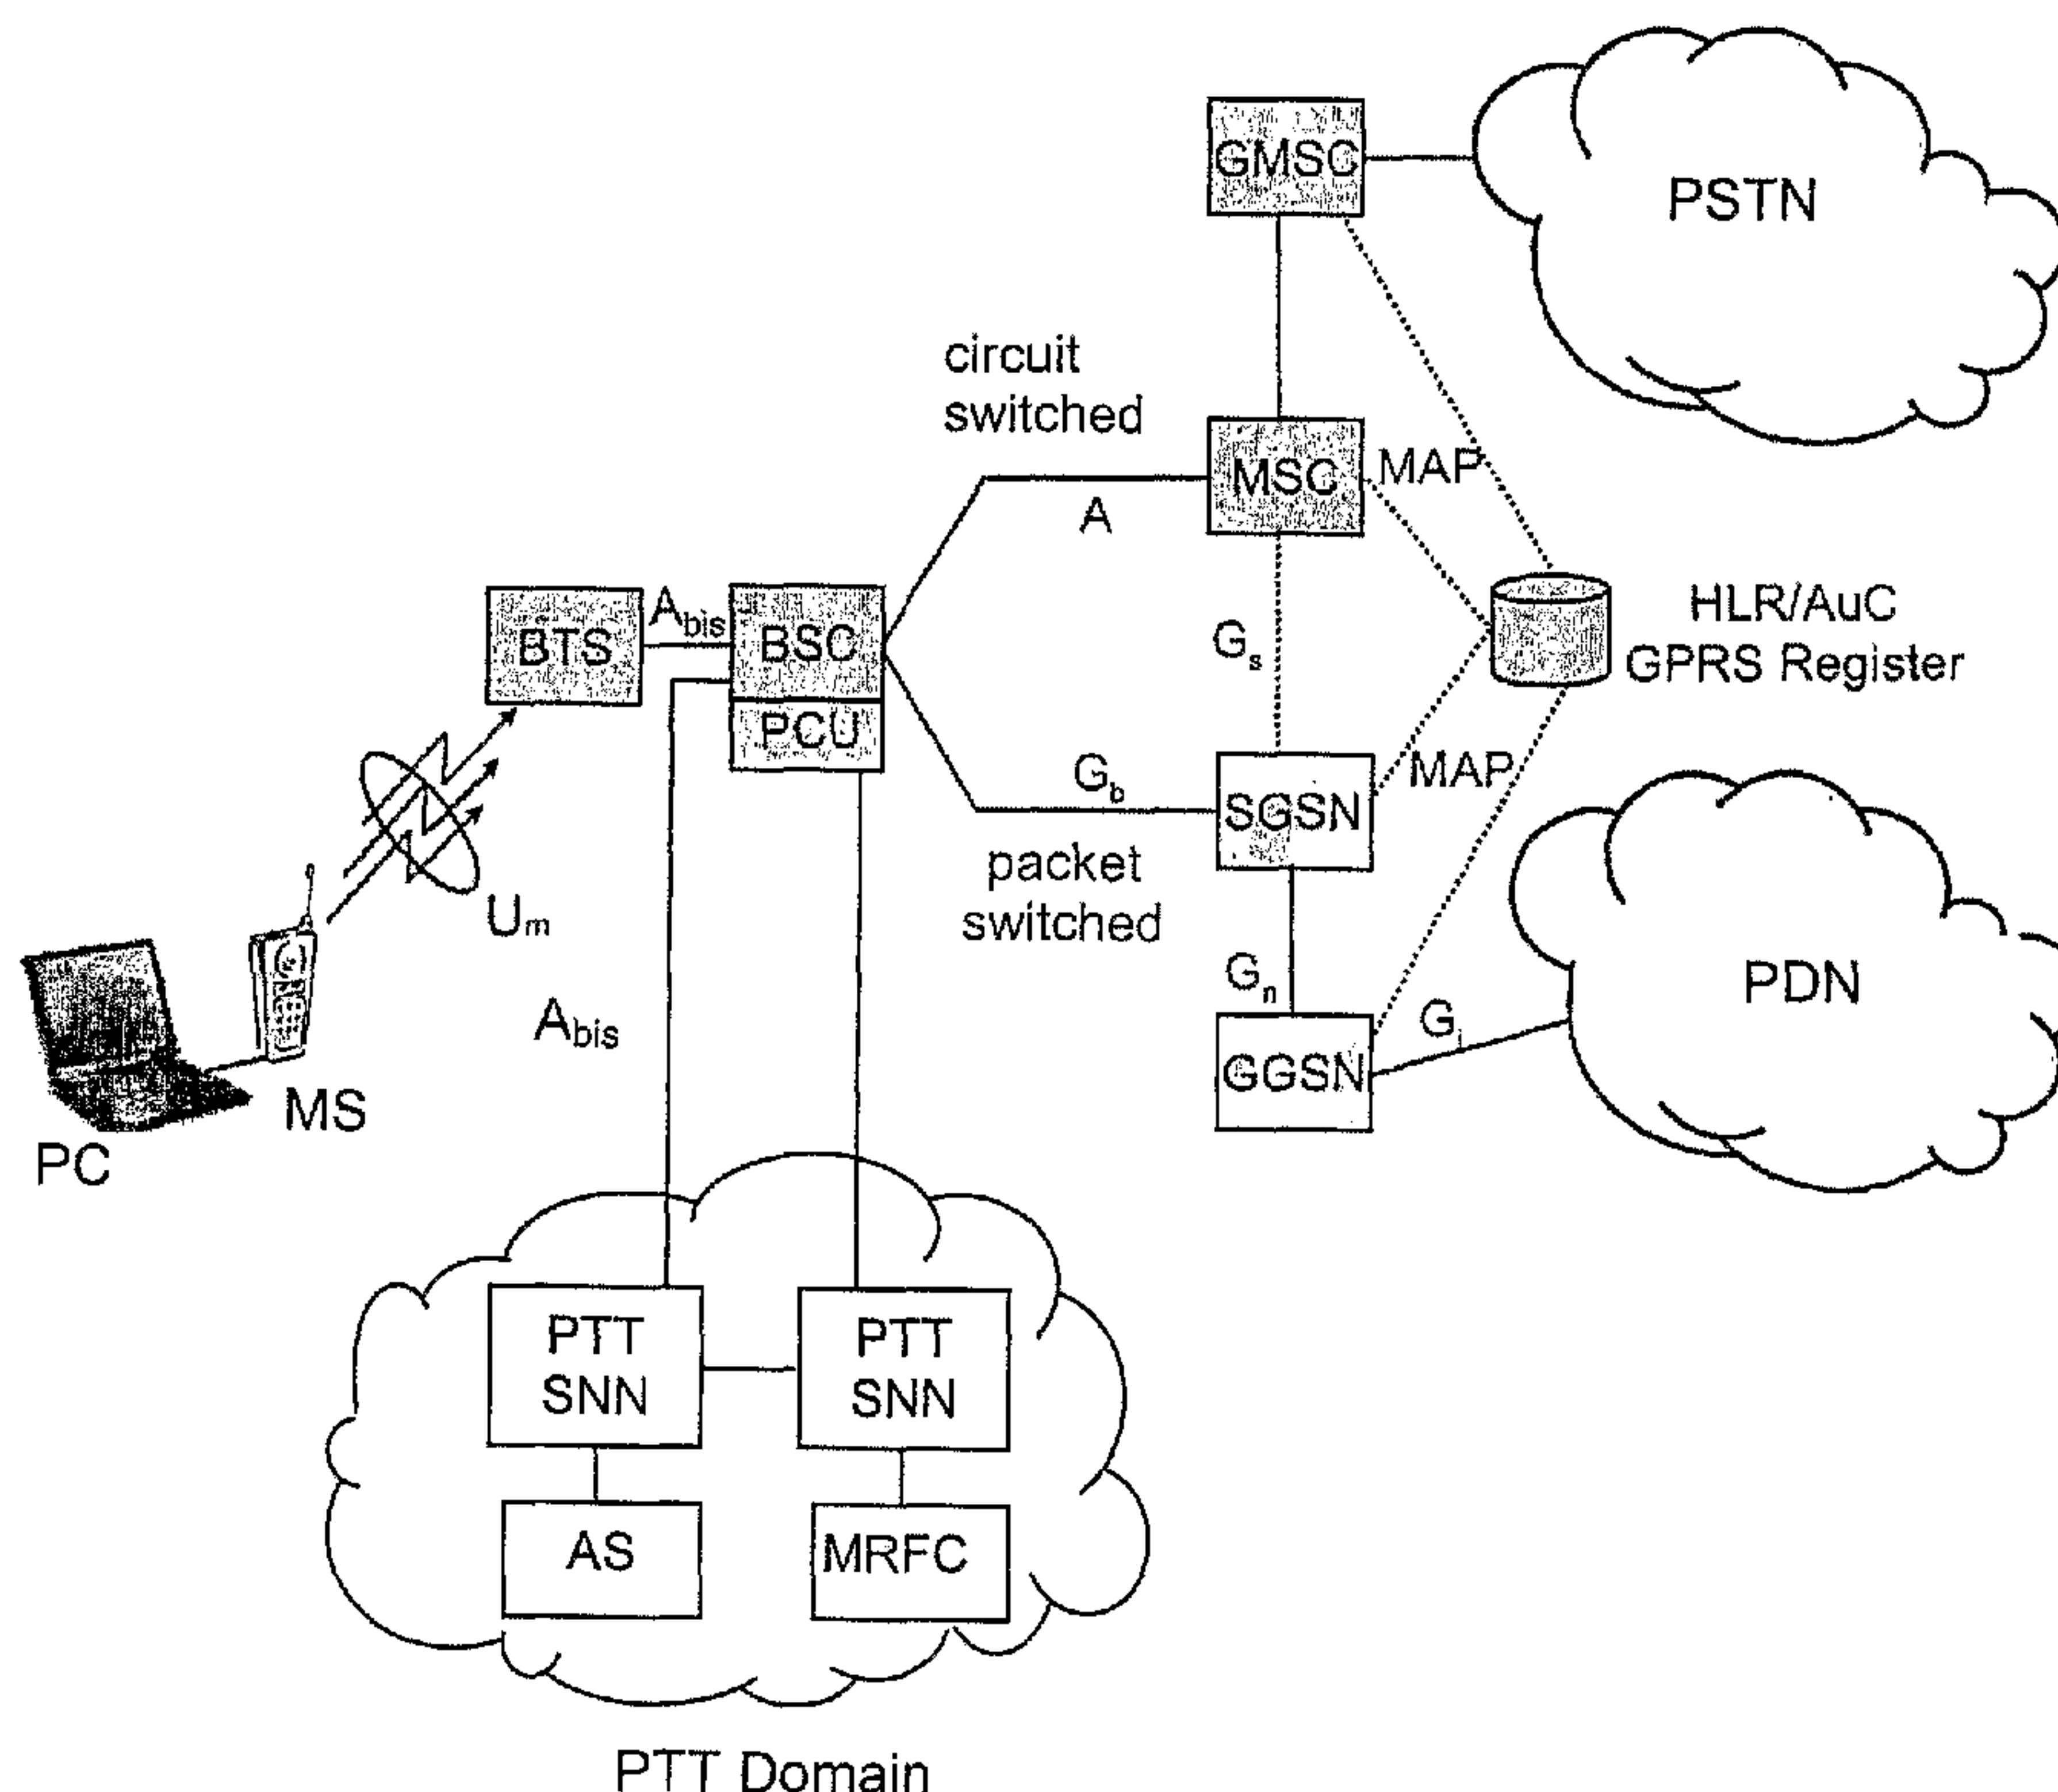 GMSC
PSTN
circuit
switched
MSC
MAP
A
BTS
Abis
BSC
PCU
Gs
HLR/AuC
GPRS Register
Gb
SGSN
MAP
packet
switched
Um
Gn
GGSN
Gi
PDN
Abis
MS
PC
PTT
SNN
PTT
SNN
AS
MRFC
PTT Domain